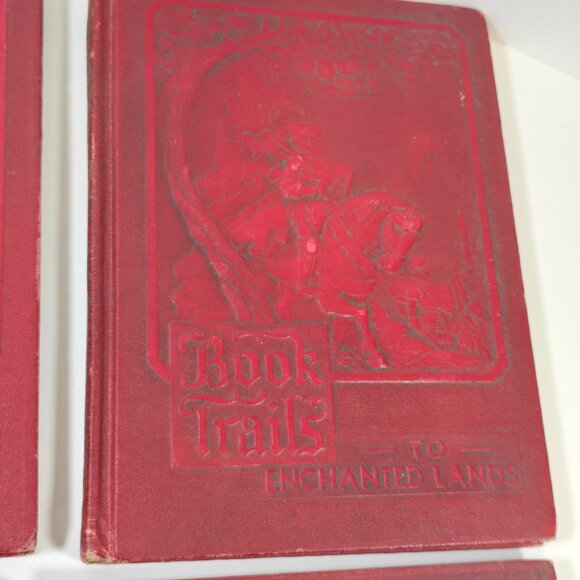 Book
Trails
TO
ENCHANTED LANDS